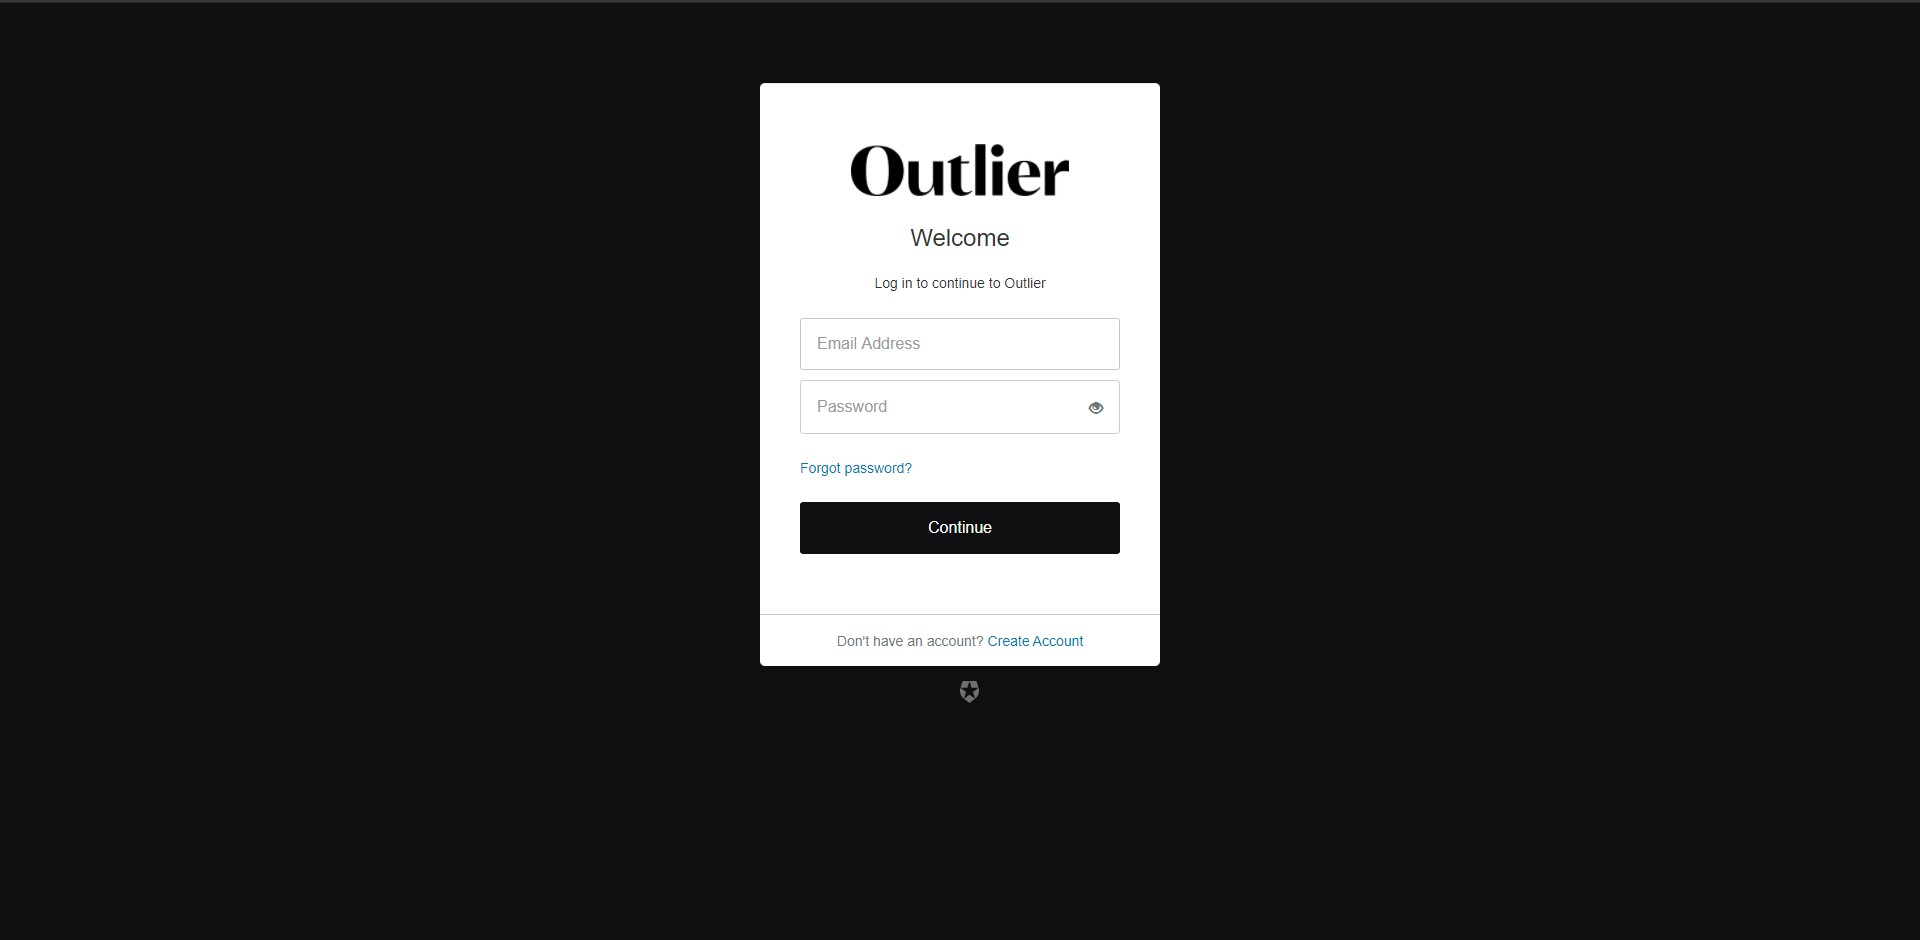 Outlier
Welcome
Log in to continue to Outlier
Email Address
Password
Forgot password?
Continue
Don't have an account? Create Account